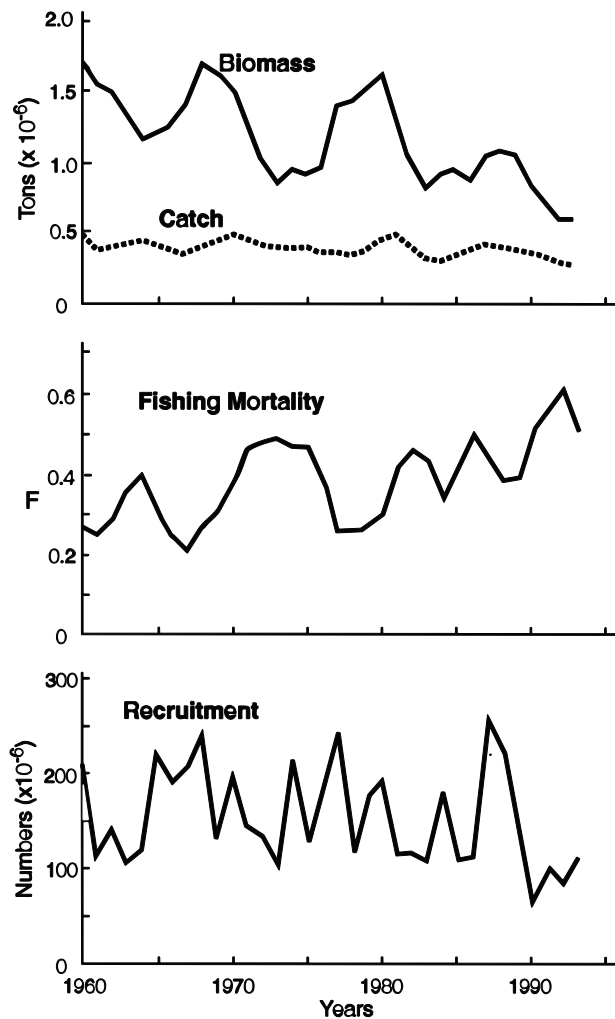 2.0
Biomass
1.5
Tons (x 10-6)
1.0
Catch
0.5
0
0.6
Fishing Mortality
0.4
F
0.2
0
300
Recruitment
200
Numbers (x10-6)
100
0
1960 1970 1980 1990
Years